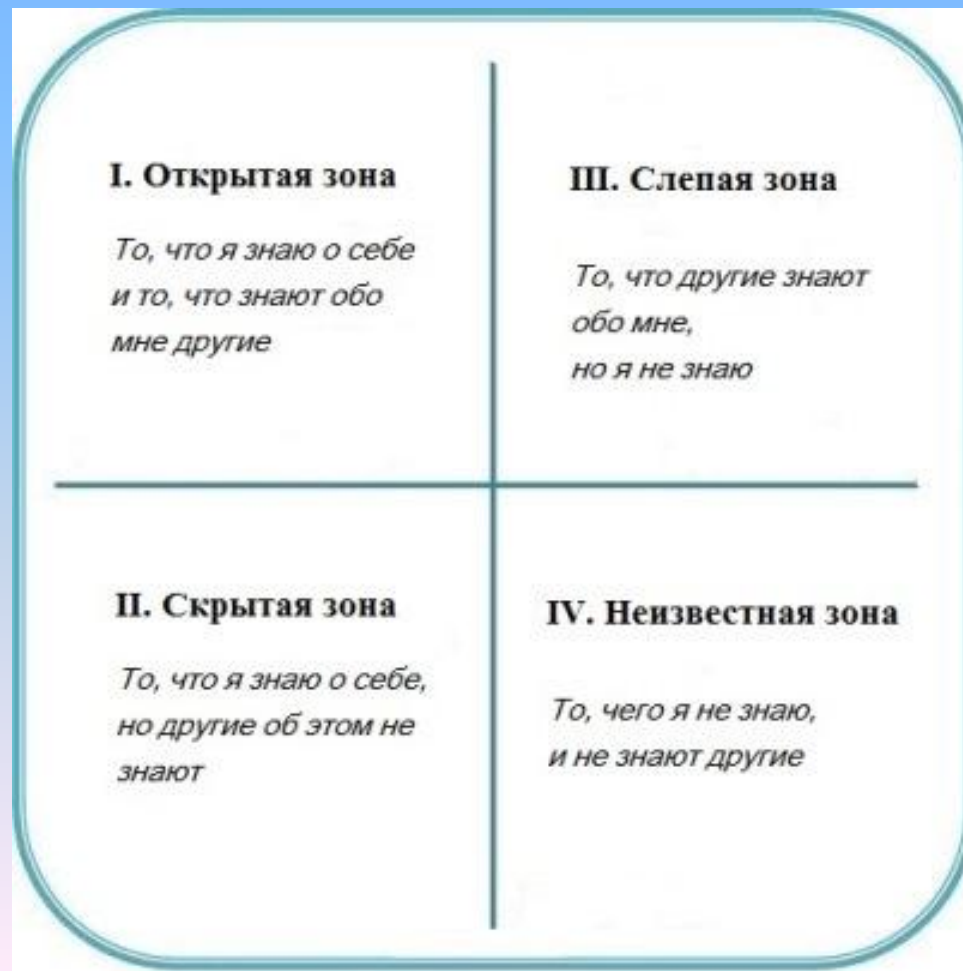 I. Открытая зона
То, что я знаю о себе
и то, что знают обо
мне другие
III. Слепая зона
То, что другие знают
обо мне,
но я не знаю
II. Скрытая зона
То, что я знаю о себе,
но другие об этом не
знают
IV. Неизвестная зона
То, чего я не знаю,
и не знают другие